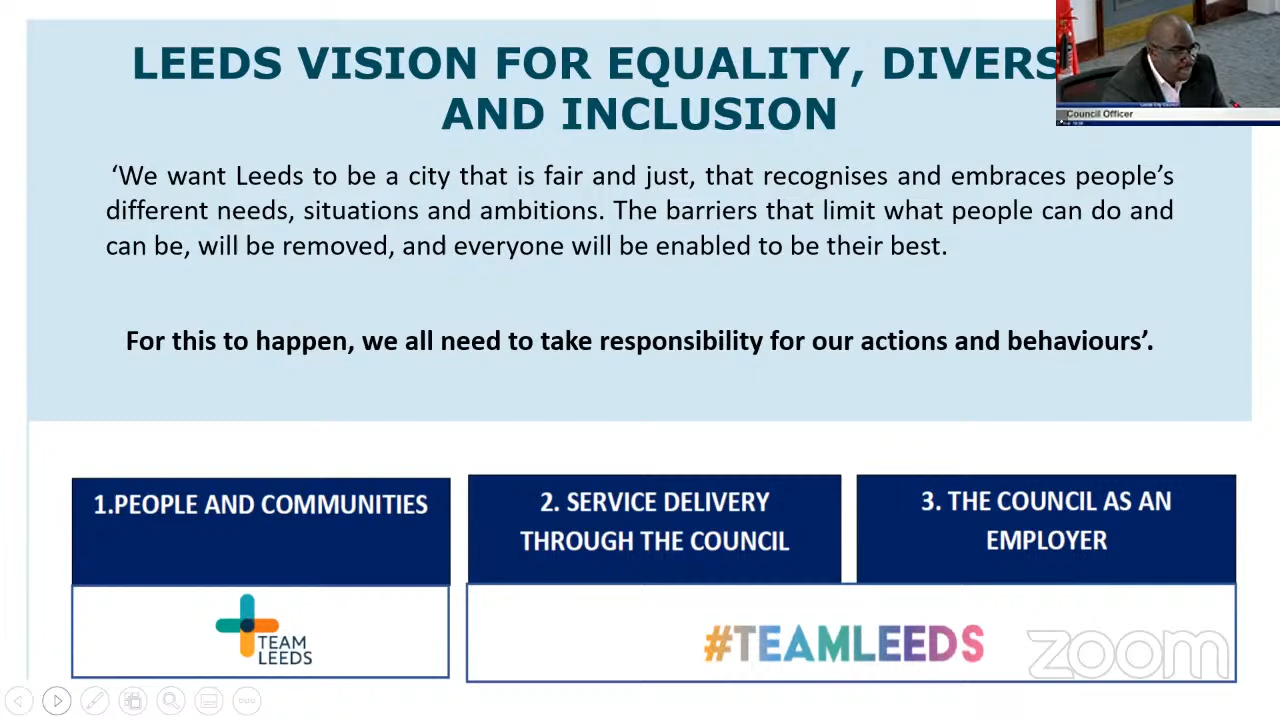 LEEDS VISION FOR EQUALITY, DIVERS
AND INCLUSION
Council Officer
‘We want Leeds to be a city that is fair and just, that recognises and embraces people’s
different needs, situations and ambitions. The barriers that limit what people can do and
can be, will be removed, and everyone will be enabled to be their best.
For this to happen, we all need to take responsibility for our actions and behaviours’.
1.PEOPLE AND COMMUNITIES
2. SERVICE DELIVERY
THROUGH THE COUNCIL
3. THE COUNCIL AS AN
EMPLOYER
TEAM
LEEDS
#TEAMLEEDS
zoom